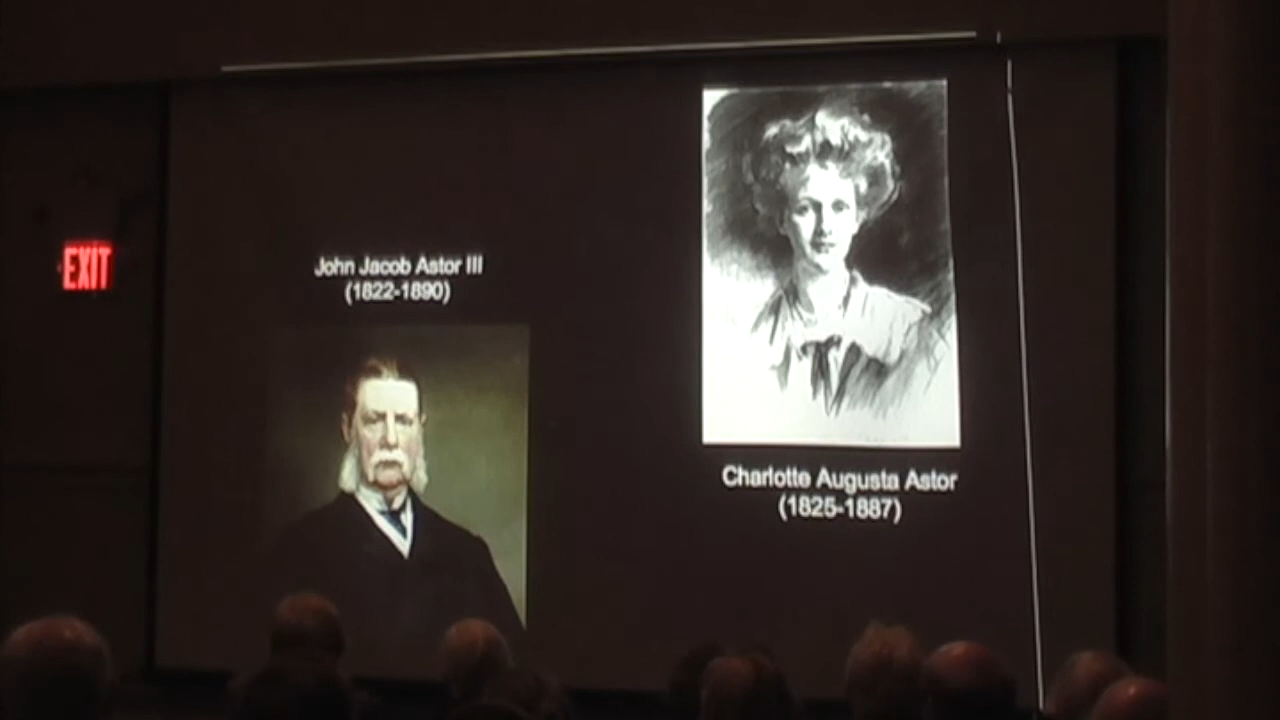 EXIT
John Jacob Astor III
(1822-1890)
Charlotte Augusta Astor
(1825-1887)